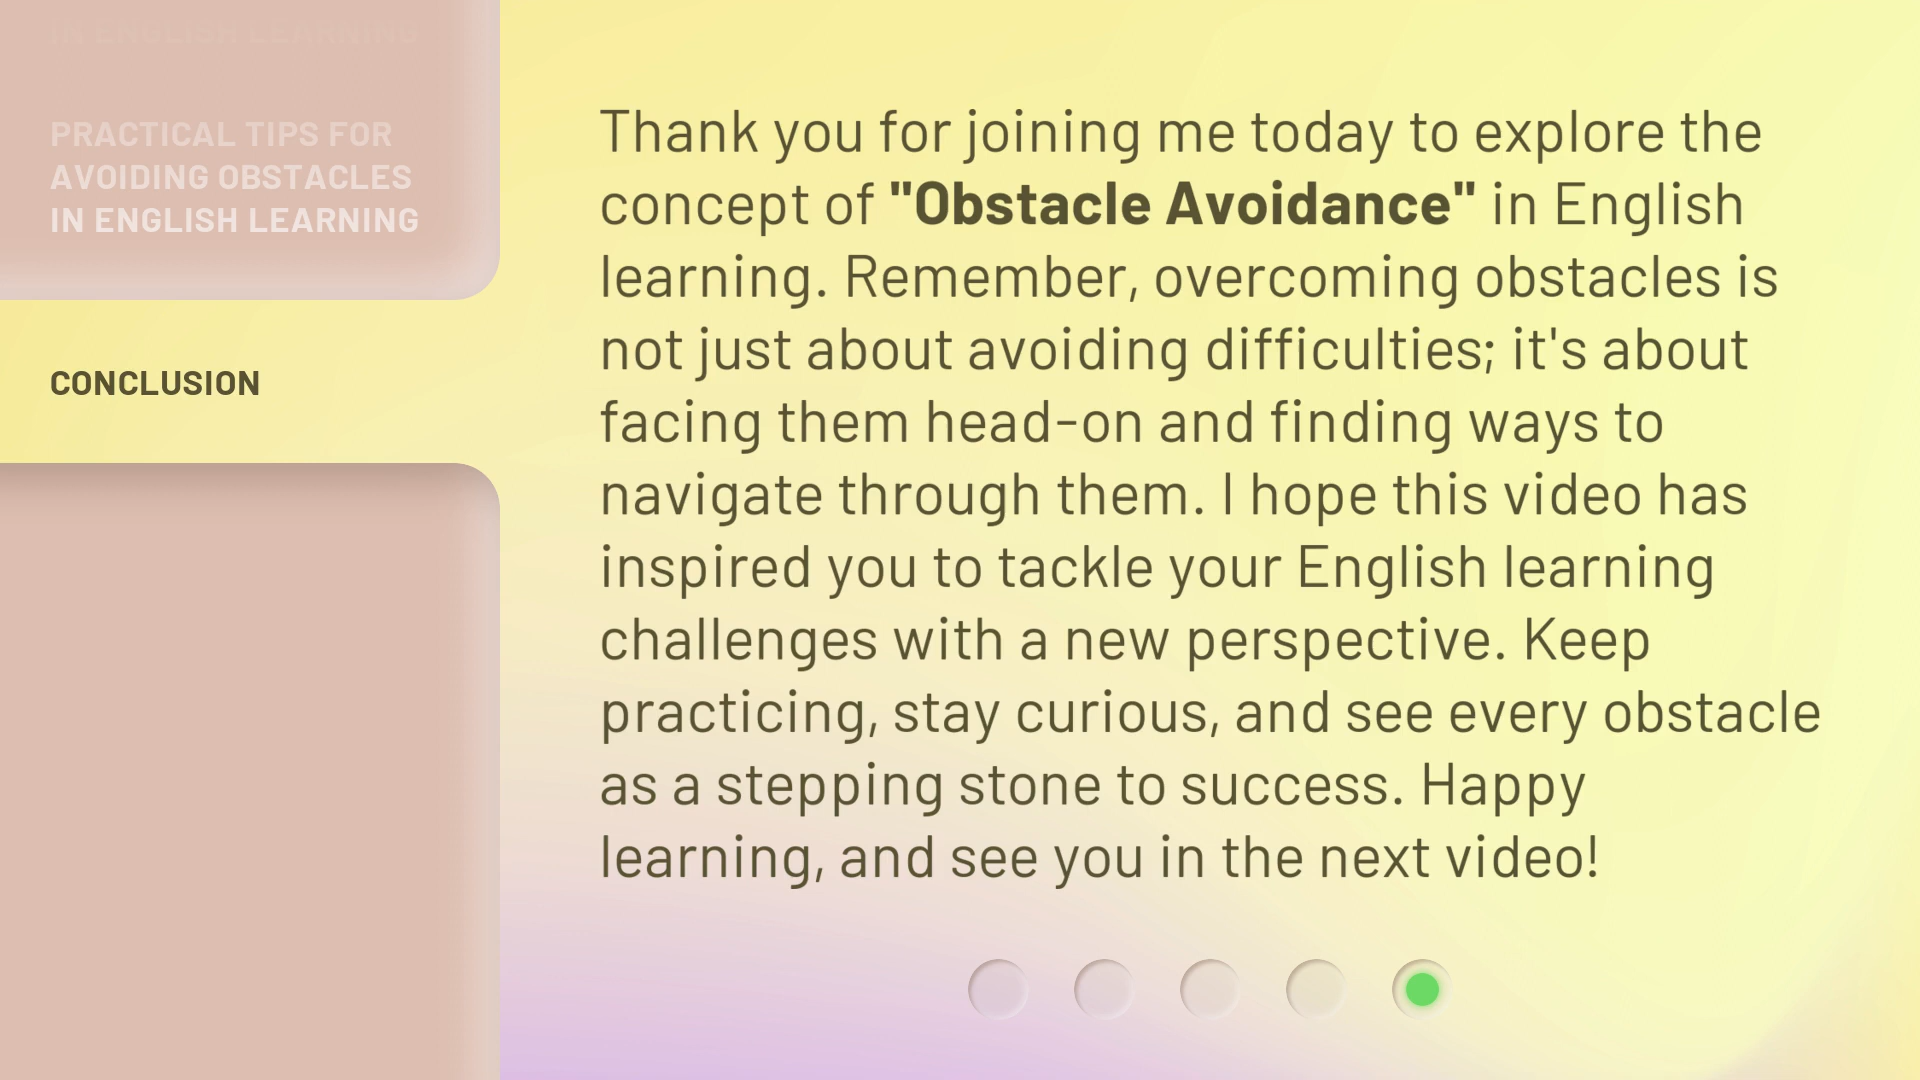 IN ENGLISH LEARNING
PRACTICAL TIPS FOR
AVOIDING OBSTACLES
IN ENGLISH LEARNING
CONCLUSION
Thank you for joining me today to explore the
concept of "Obstacle Avoidance" in English
learning. Remember, overcoming obstacles is
not just about avoiding difficulties; it's about
facing them head-on and finding ways to
navigate through them. I hope this video has
inspired you to tackle your English learning
challenges with a new perspective. Keep
practicing, stay curious, and see every obstacle
as a stepping stone to success. Happy
learning, and see you in the next video!